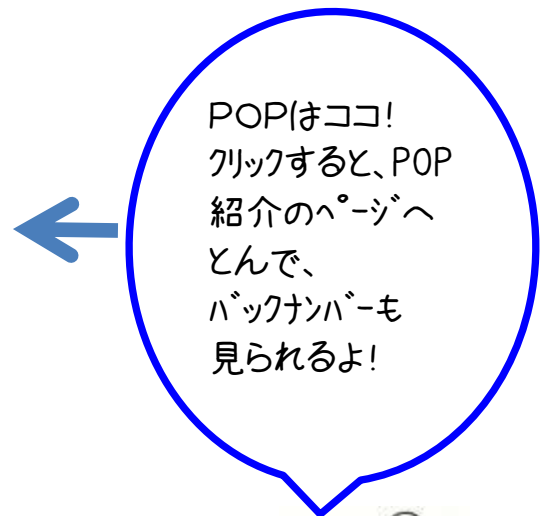 POPはココ!
ｸﾘｯｸすると、POP
紹介のﾍﾟｰｼﾞへ
とんで、
ﾊﾞｯｸﾅﾝﾊﾞｰも
見られるよ!